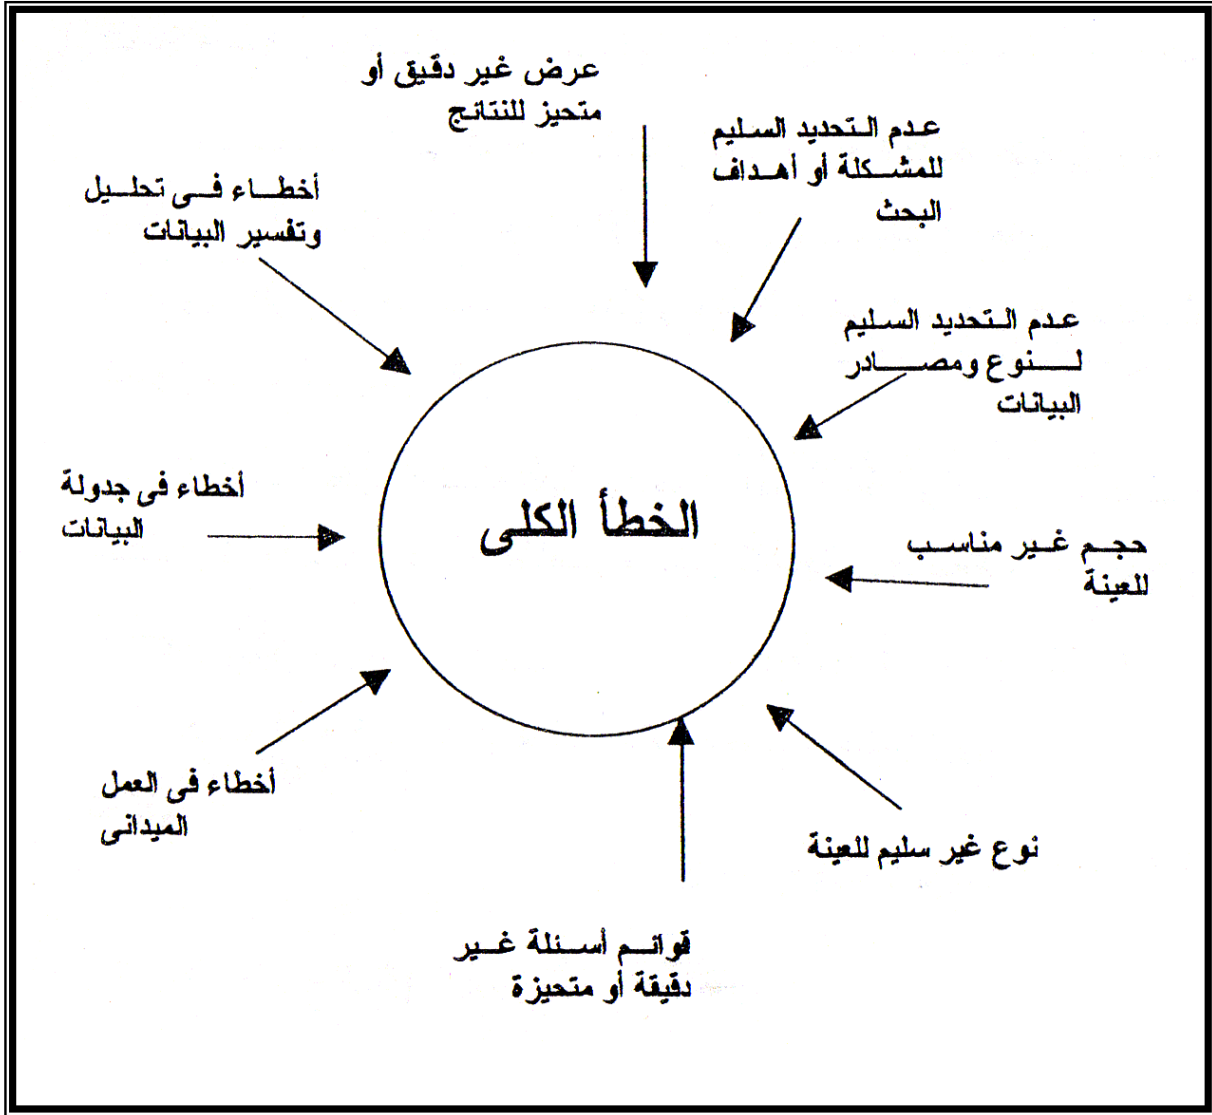 عرض غير دقيق أو
متحيز للنتائج
عدم التحديد السليم
للمشكلة أو أهداف
البحث
عدم التحديد السليم
لنوع ومصادر
البيانات
حجم غير مناسب
للعينة
نوع غير سليم للعينة
قوائم أسئلة غير
دقيقة أو متحيزة
أخطاء فى العمل
الميدانى
أخطاء فى جدولة
البيانات
أخطاء فى تحليل
وتفسير البيانات
الخطأ الكلى